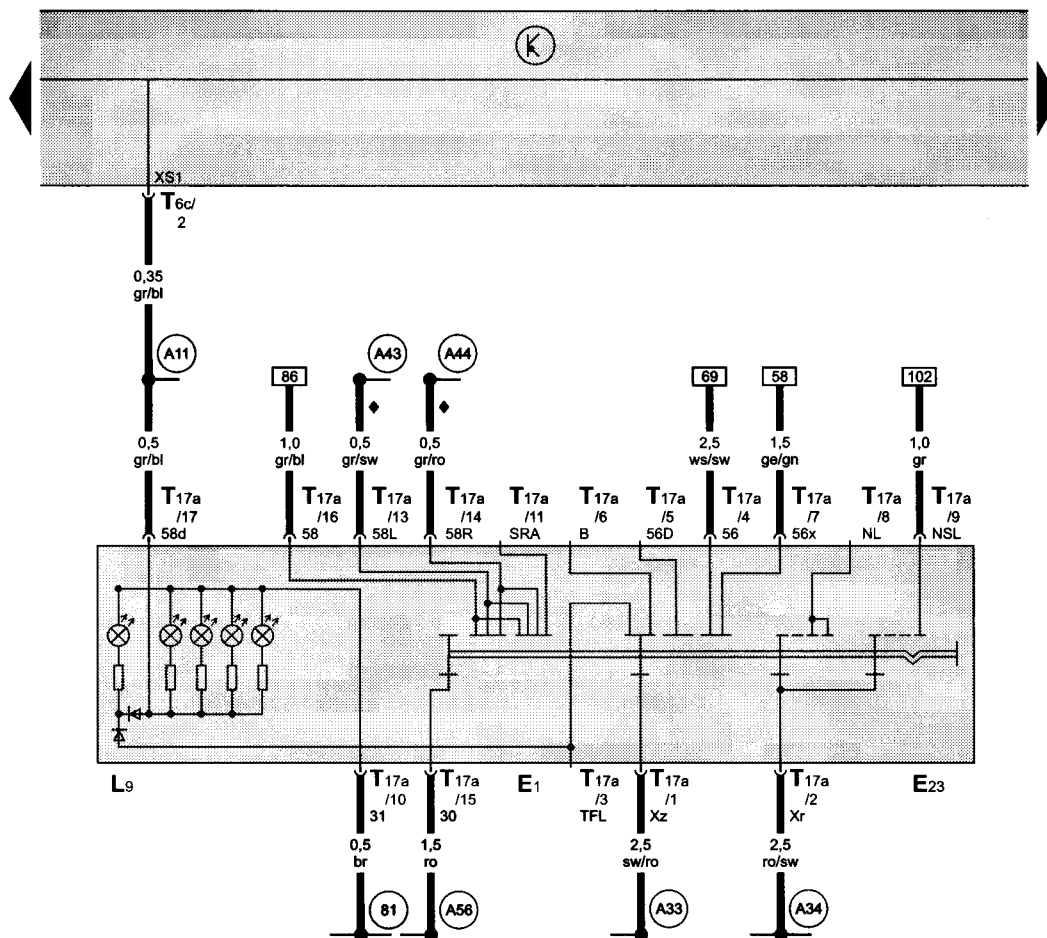 K
XS1
T6c/
2
0,35
gr/bl
A11
86
A43
A44
69
58
102
0,5
gr/bl
1,0
gr/bl
0,5
gr/sw
0,5
gr/ro
2,5
ws/sw
1,5
ge/gn
1,0
gr
T17a
/17
58d
T17a
/16
58
T17a
/13
58L
T17a
/14
58R
T17a
/11
SRA
T17a
/6
B
T17a
/5
56D
T17a
/4
56
T17a
/7
56x
T17a
/8
NL
T17a
/9
NSL
L9
T17a
/10
31
T17a
/15
30
E1
T17a
/3
TFL
T17a
/1
Xz
T17a
/2
Xr
E23
0,5
br
1,5
ro
2,5
sw/ro
2,5
ro/sw
81
A56
A33
A34